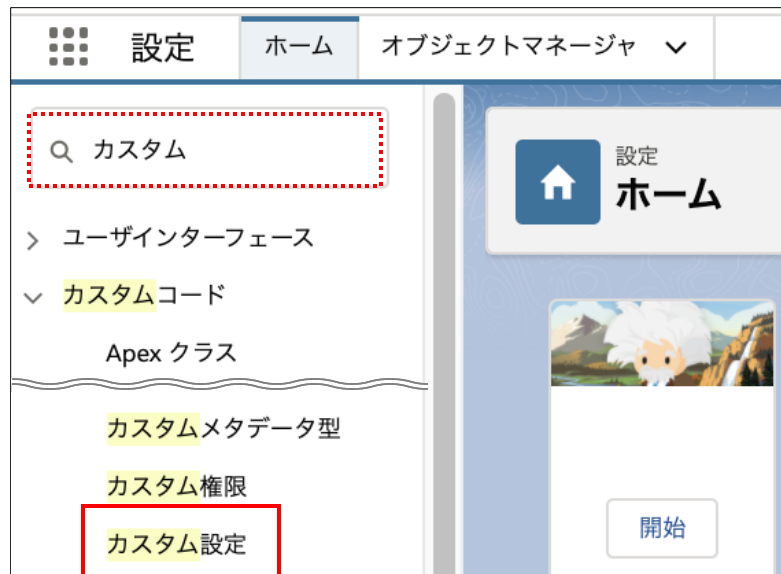 設定
ホーム
オブジェクトマネージャ
カスタム
ユーザインターフェース
カスタムコード
Apex クラス
カスタムメタデータ型
カスタム権限
カスタム設定
設定
ホーム
開始